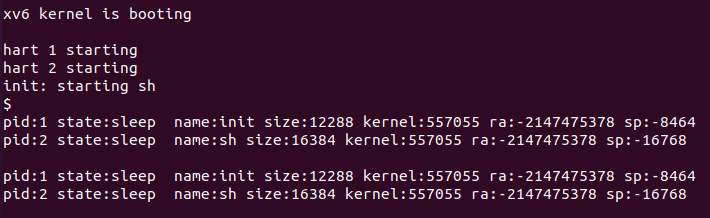 xv6 kernel is booting
hart 1 starting
hart 2 starting
init: starting sh
$
pid:1 state:sleep  name:init size:12288 kernel:557055 ra:-2147475378 sp:-8464
pid:2 state:sleep  name:sh size:16384 kernel:557055 ra:-2147475378 sp:-16768
pid:1 state:sleep  name:init size:12288 kernel:557055 ra:-2147475378 sp:-8464
pid:2 state:sleep  name:sh size:16384 kernel:557055 ra:-2147475378 sp:-16768